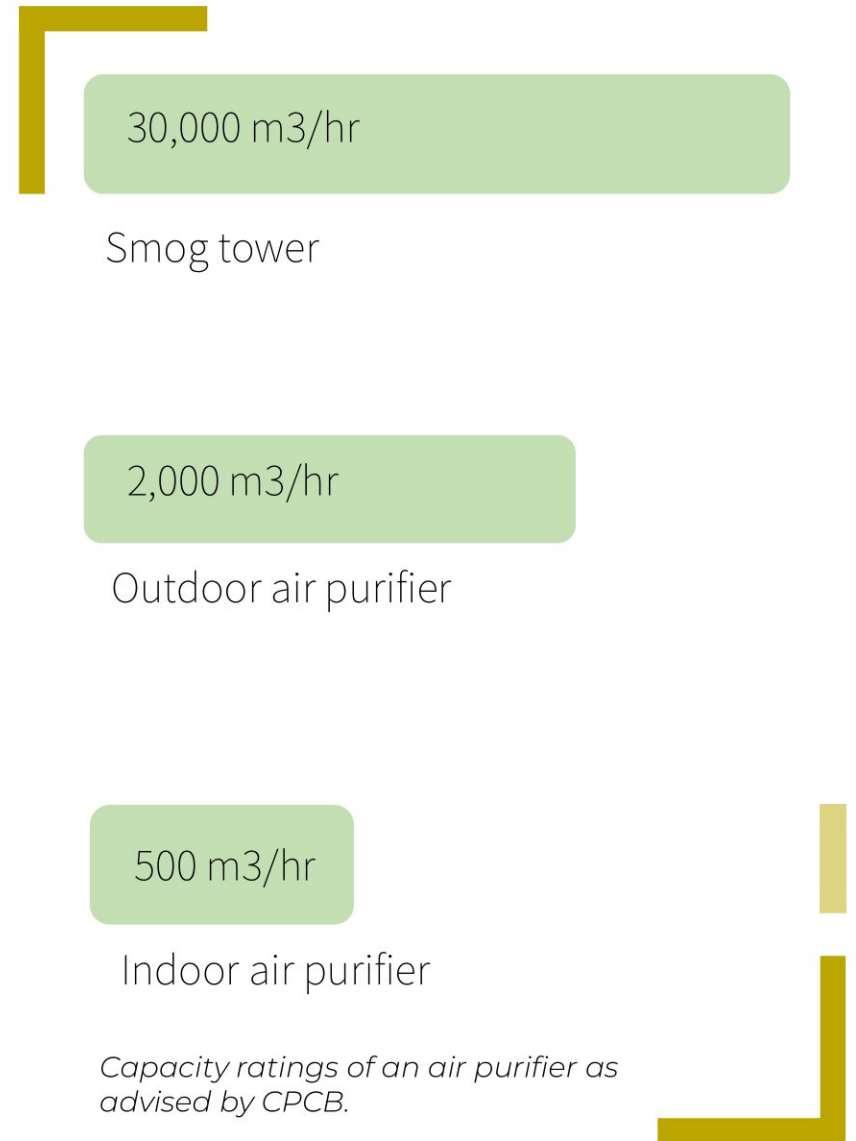 30,000 m3/hr
Smog tower
2,000 m3/hr
Outdoor air purifier
500 m3/hr
Indoor air purifier
Capacity ratings of an air purifier as
advised by CPCB.